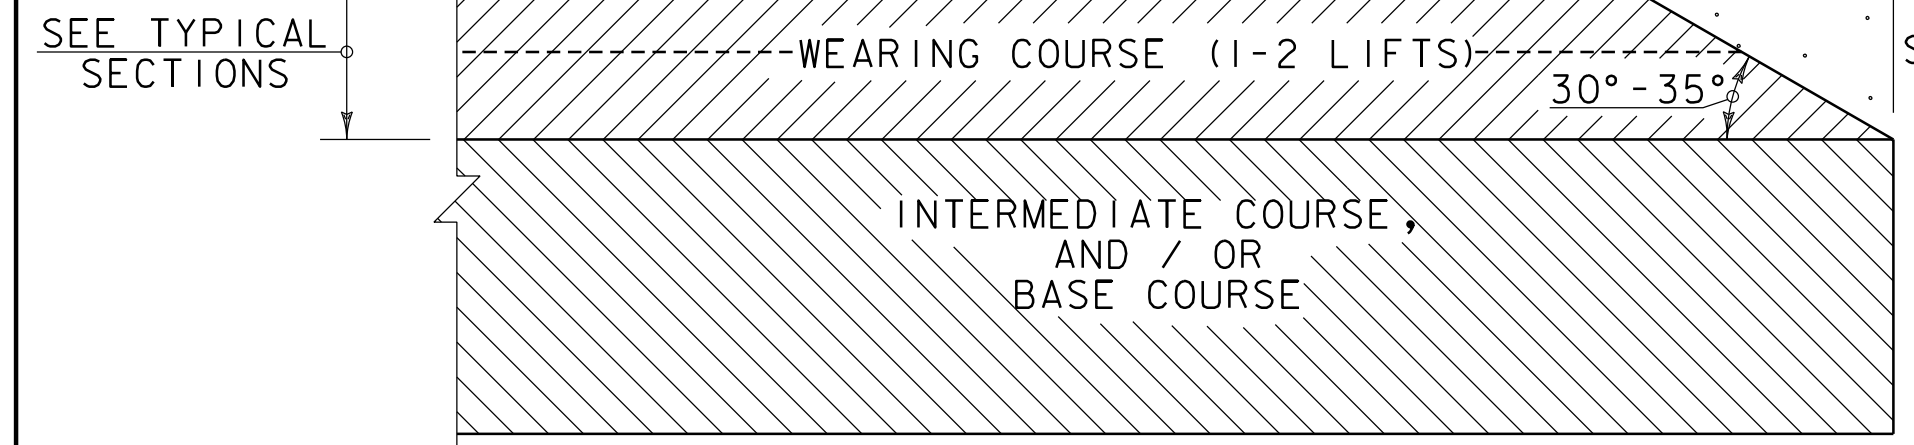 SEE TYPICAL
SECTIONS
WEARING COURSE (1-2 LIFTS)
30°-35°
INTERMEDIATE COURSE,
AND / OR
BASE COURSE